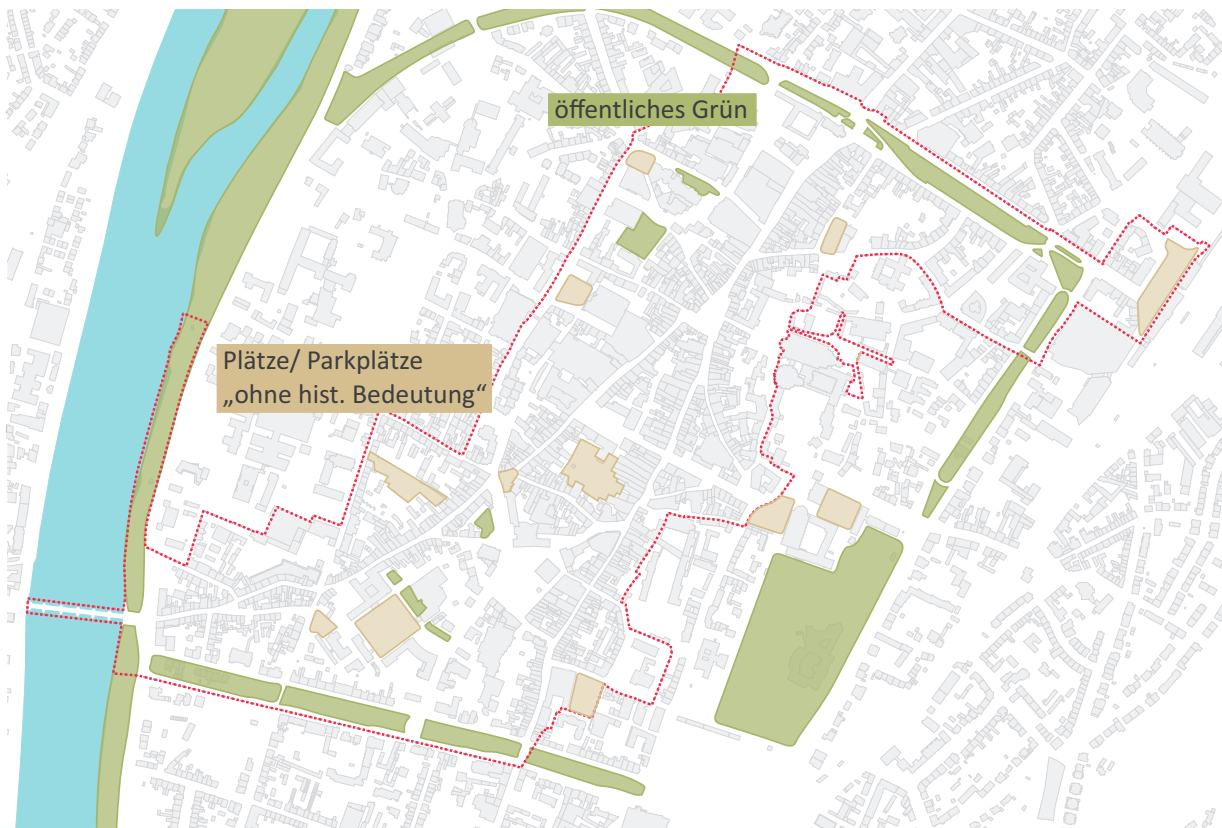 öffentliches Grün
Plätze/ Parkplätze
„ohne hist. Bedeutung“